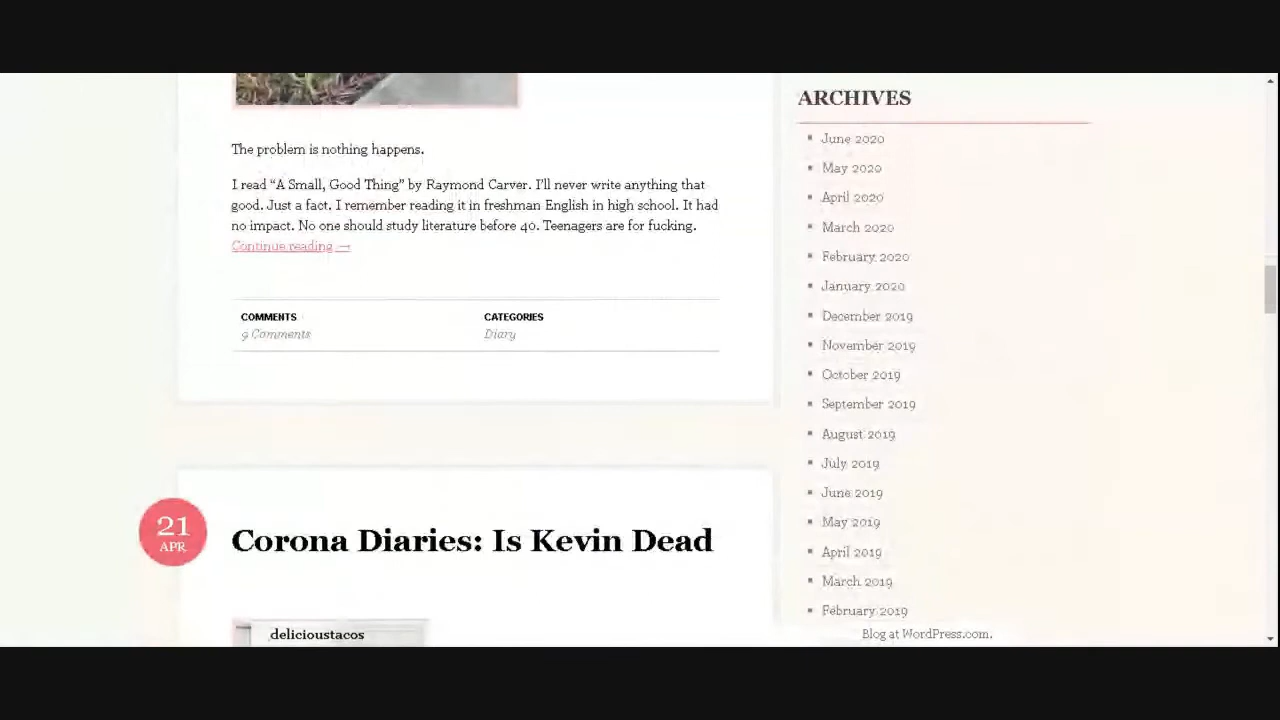 The problem is nothing happens.
I read “A Small, Good Thing” by Raymond Carver. I’ll never write anything that
good. Just a fact. I remember reading it in freshman English in high school. It had
no impact. No one should study literature before 40. Teenagers are for fucking.
Continue reading →
COMMENTS
9 Comments
CATEGORIES
Diary
21
APR
Corona Diaries: Is Kevin Dead
delicioustacos
ARCHIVES
June 2020
May 2020
April 2020
March 2020
February 2020
January 2020
December 2019
November 2019
October 2019
September 2019
August 2019
July 2019
June 2019
May 2019
April 2019
March 2019
February 2019
Blog at WordPress.com.